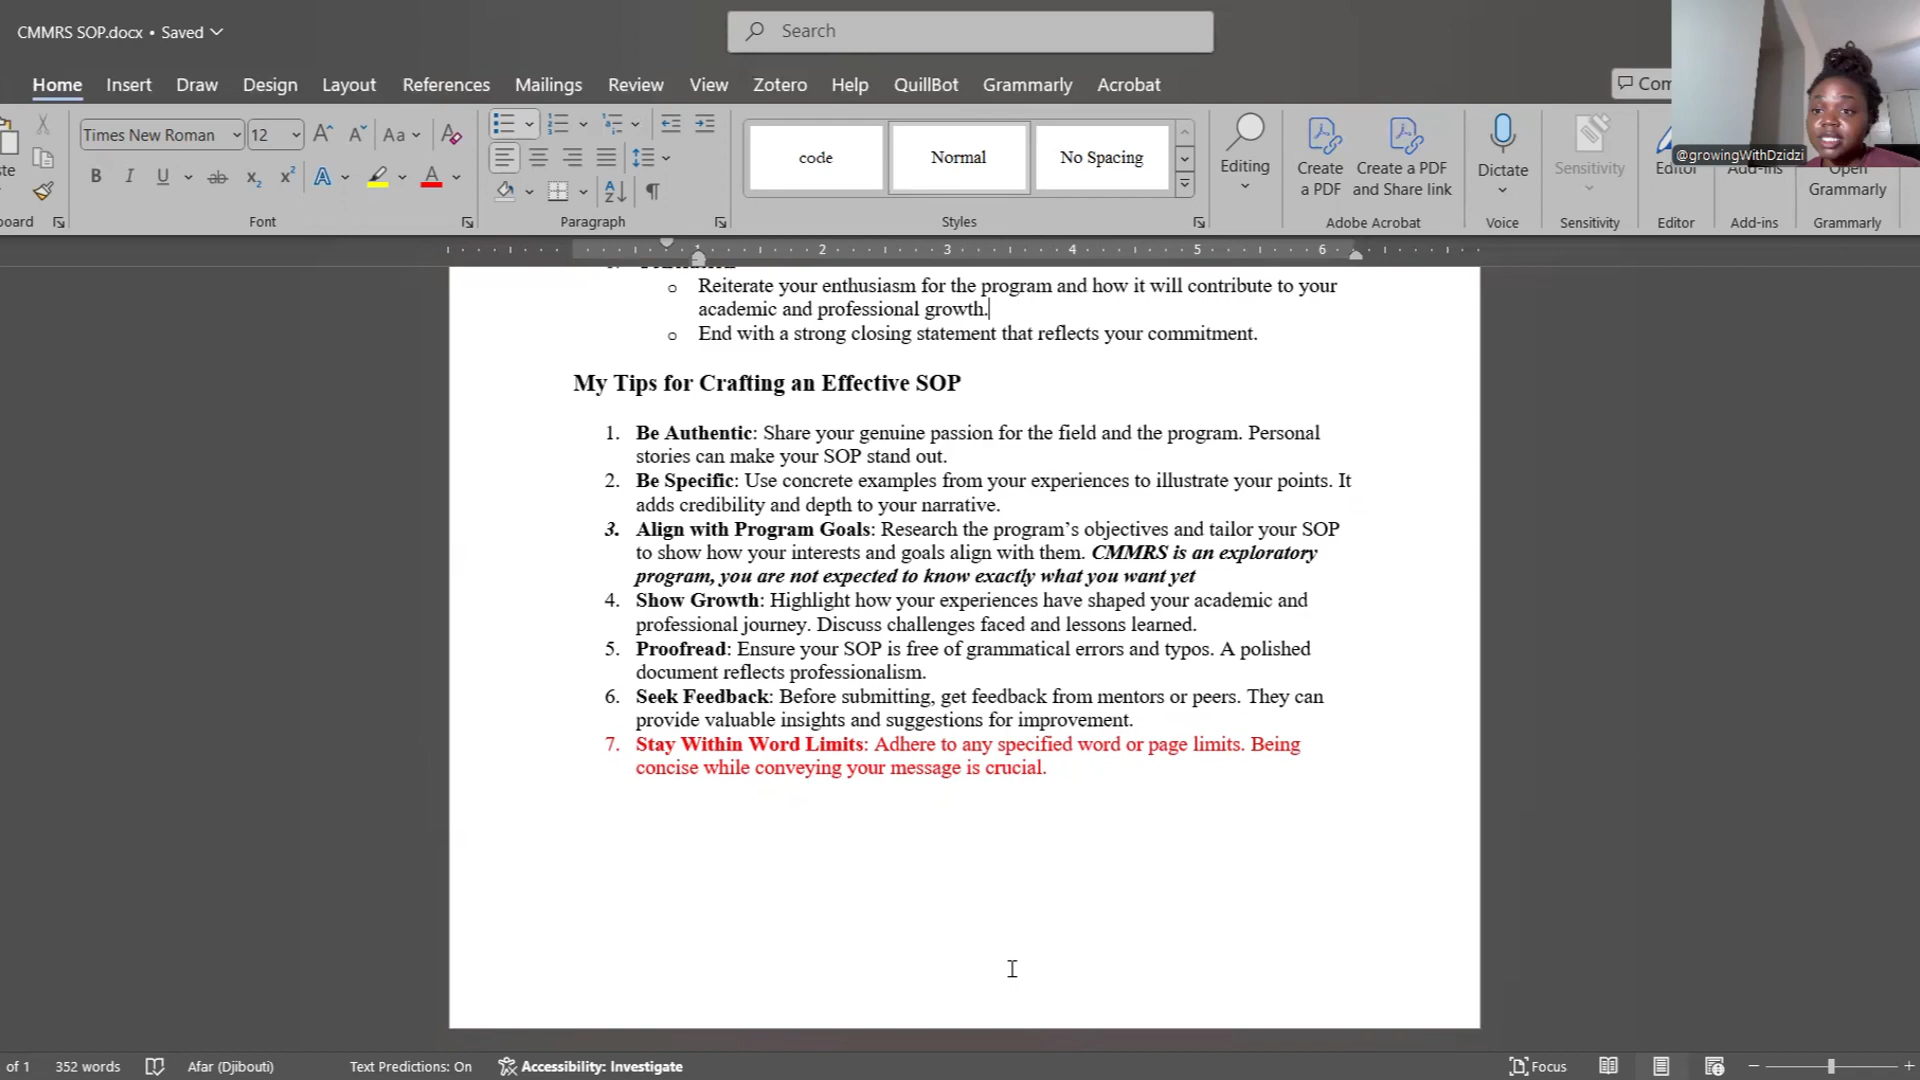 CMMRS SOP.docx • Saved
Search
Home Insert Draw Design Layout References Mailings Review View Zotero Help QuillBot Grammarly Acrobat
Com
@growingWithDzidzi
Times New Roman 12
Aa
code Normal No Spacing
Editing
Create a PDF
Create a PDF and Share link
Dictate
Sensitivity
Editor
Add-ins
Open Grammarly
Font Paragraph Styles Adobe Acrobat Voice Sensitivity Editor Add-ins Grammarly
1 2 3 4 5 6
o Reiterate your enthusiasm for the program and how it will contribute to your
academic and professional growth.
o End with a strong closing statement that reflects your commitment.
My Tips for Crafting an Effective SOP
1. Be Authentic: Share your genuine passion for the field and the program. Personal
stories can make your SOP stand out.
2. Be Specific: Use concrete examples from your experiences to illustrate your points. It
adds credibility and depth to your narrative.
3. Align with Program Goals: Research the program’s objectives and tailor your SOP
to show how your interests and goals align with them. CMMRS is an exploratory
program, you are not expected to know exactly what you want yet
4. Show Growth: Highlight how your experiences have shaped your academic and
professional journey. Discuss challenges faced and lessons learned.
5. Proofread: Ensure your SOP is free of grammatical errors and typos. A polished
document reflects professionalism.
6. Seek Feedback: Before submitting, get feedback from mentors or peers. They can
provide valuable insights and suggestions for improvement.
7. Stay Within Word Limits: Adhere to any specified word or page limits. Being
concise while conveying your message is crucial.
of 1 352 words Afar (Djibouti) Text Predictions: On Accessibility: Investigate Focus